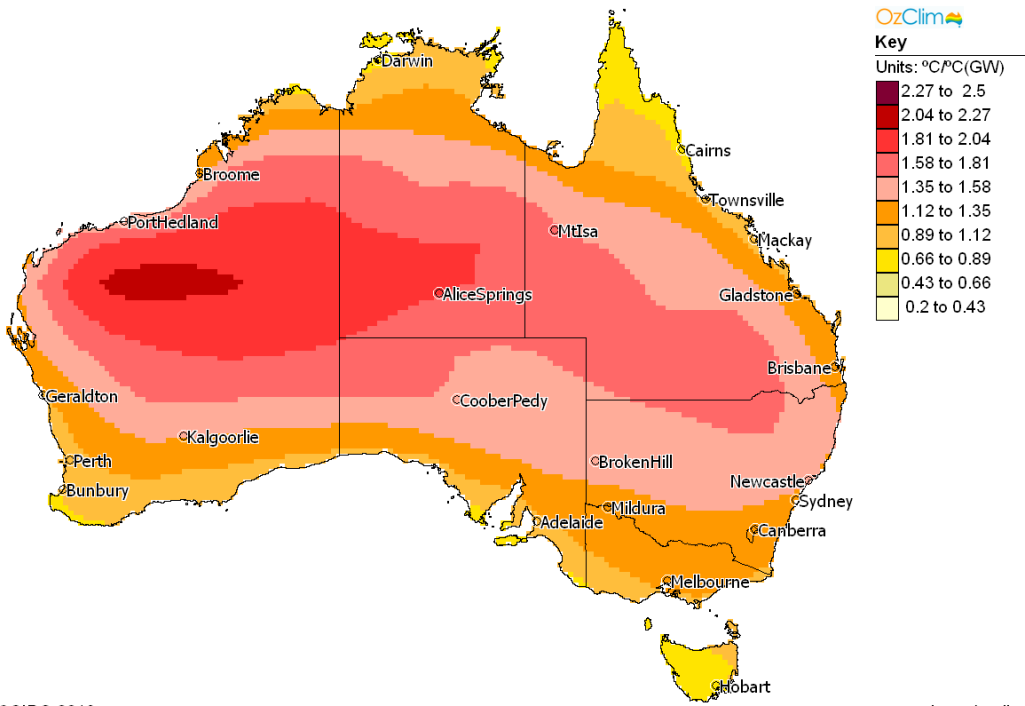 OzClim
Key
Units: ºC/ºC(GW)
2.27 to 2.5
2.04 to 2.27
1.81 to 2.04
1.58 to 1.81
1.35 to 1.58
1.12 to 1.35
0.89 to 1.12
0.66 to 0.89
0.43 to 0.66
0.2 to 0.43
Darwin
Cairns
Broome
Townsville
PortHedland
MtIsa
Mackay
AliceSprings
Gladstone
Brisbane
Geraldton
CooberPedy
Kalgoorlie
Perth
BrokenHill
Newcastle
Bunbury
Sydney
Mildura
Adelaide
Canberra
Melbourne
Hobart